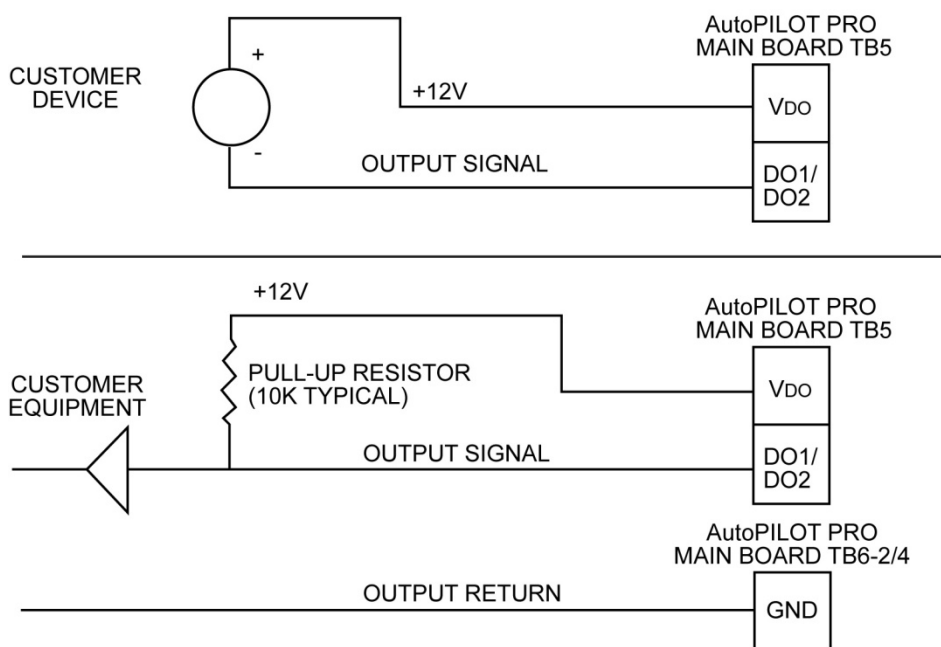 AutoPILOT PRO
MAIN BOARD TB5
CUSTOMER
DEVICE
+
-
+12V
VDO
OUTPUT SIGNAL
DO1/
DO2
+12V
AutoPILOT PRO
MAIN BOARD TB5
PULL-UP RESISTOR
(10K TYPICAL)
CUSTOMER
EQUIPMENT
VDO
OUTPUT SIGNAL
DO1/
DO2
AutoPILOT PRO
MAIN BOARD TB6-2/4
OUTPUT RETURN
GND